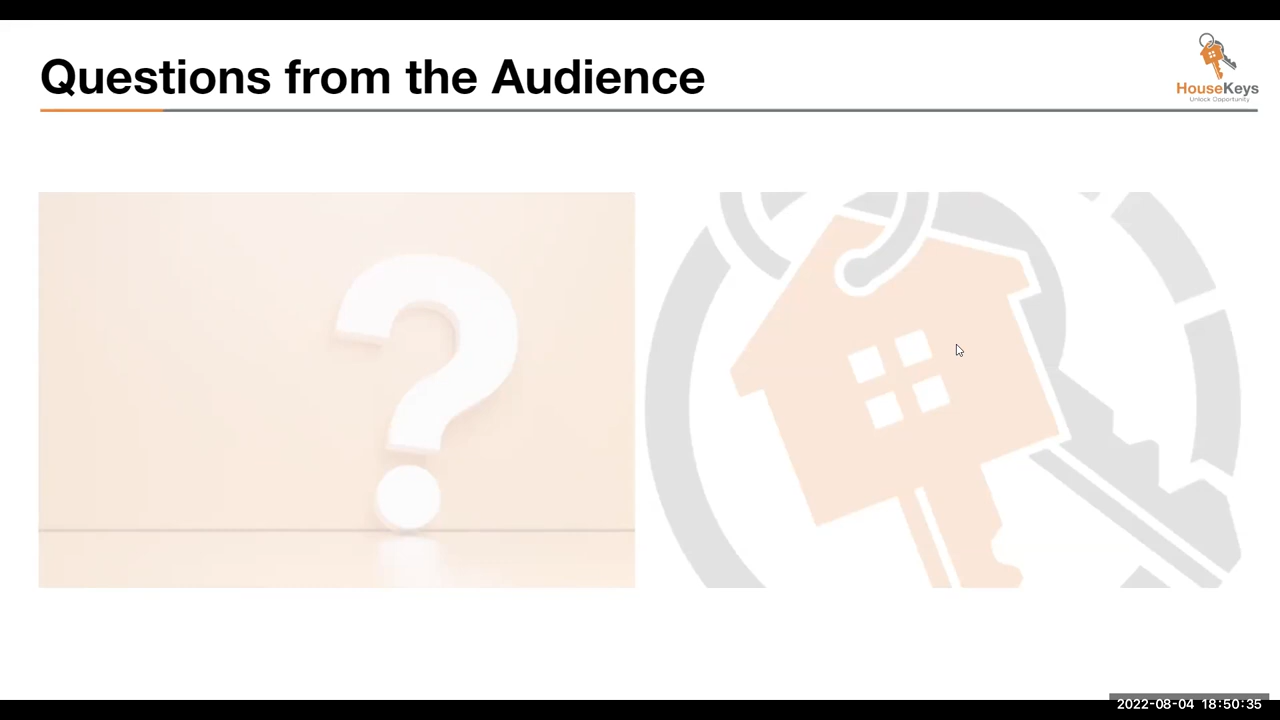 Questions from the Audience
HouseKeys
Unlock Opportunity
2022-08-04 18:50:35